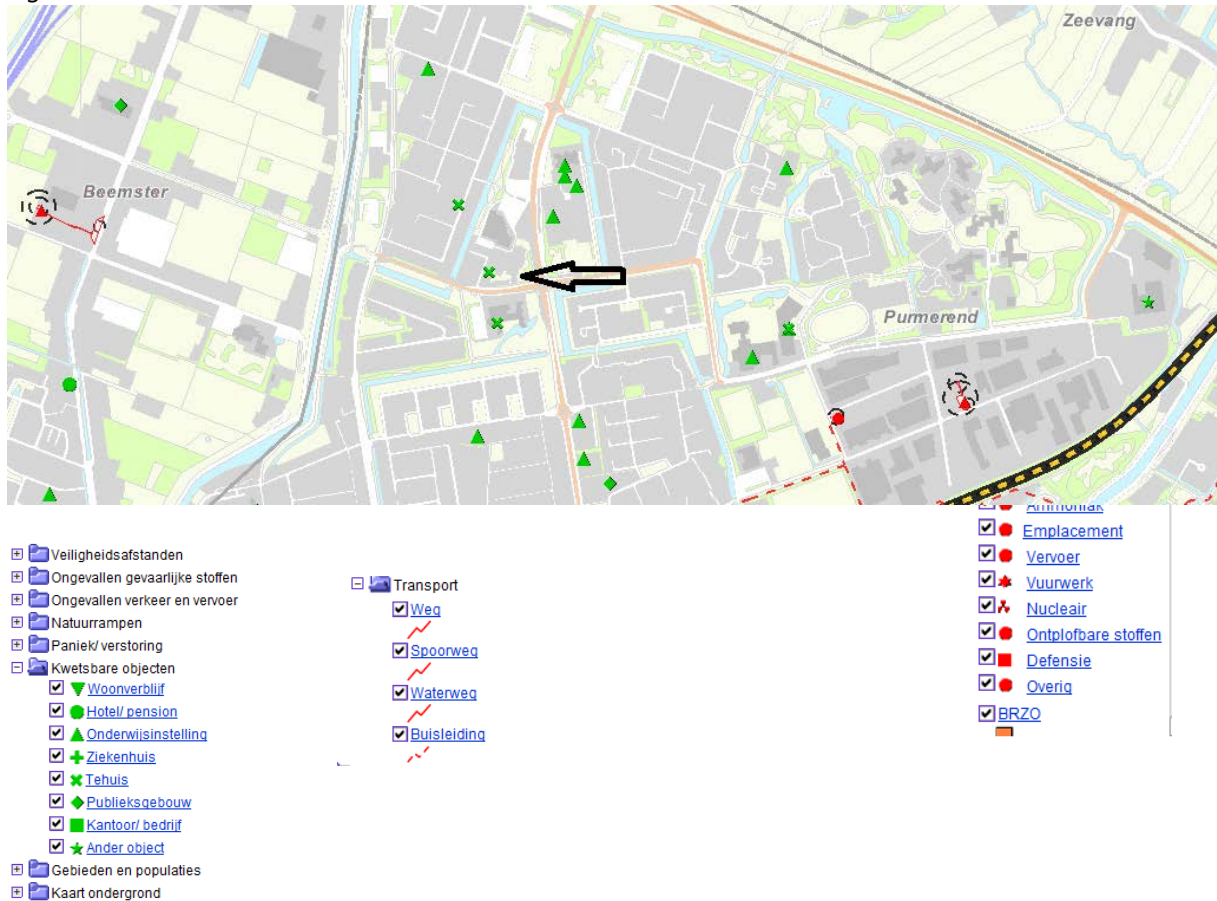 Zeevang
Beemster
Purmerend
Veiligheidsafstanden
Ongevallen gevaarlijke stoffen
Ongevallen verkeer en vervoer
Natuurrampen
Paniek/ verstoring
Kwetsbare objecten
Woonverblijf
Hotel/ pension
Onderwijsinstelling
Ziekenhuis
Tehuis
Publieksgebouw
Kantoor/ bedrijf
Ander object
Gebieden en populaties
Kaart ondergrond
Transport
Weg
Spoorweg
Waterweg
Buisleiding
Ammoniak
Emplacement
Vervoer
Vuurwerk
Nucleair
Ontplofbare stoffen
Defensie
Overig
BRZO